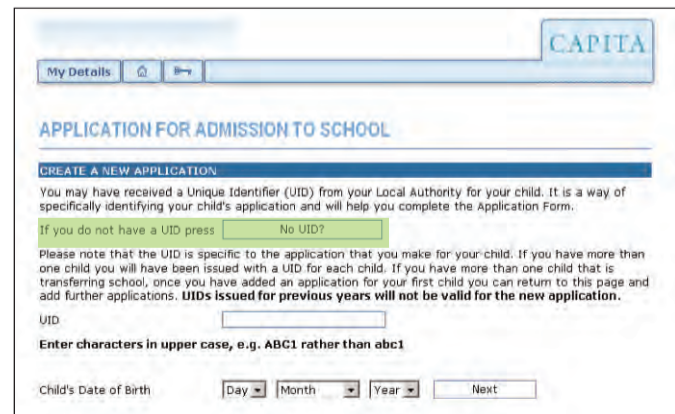 CAPITA
My Details
APPLICATION FOR ADMISSION TO SCHOOL
CREATE A NEW APPLICATION
You may have received a Unique Identifier (UID) from your Local Authority for your child. It is a way of
specifically identifying your child's application and will help you complete the Application Form.
If you do not have a UID press No UID?
Please note that the UID is specific to the application that you make for your child. If you have more than
one child you will have been issued with a UID for each child. If you have more than one child that is
transferring school, once you have added an application for your first child you can return to this page and
add further applications. UIDs issued for previous years will not be valid for the new application.
UID
Enter characters in upper case, e.g. ABC1 rather than abc1
Child's Date of Birth Day Month Year Next